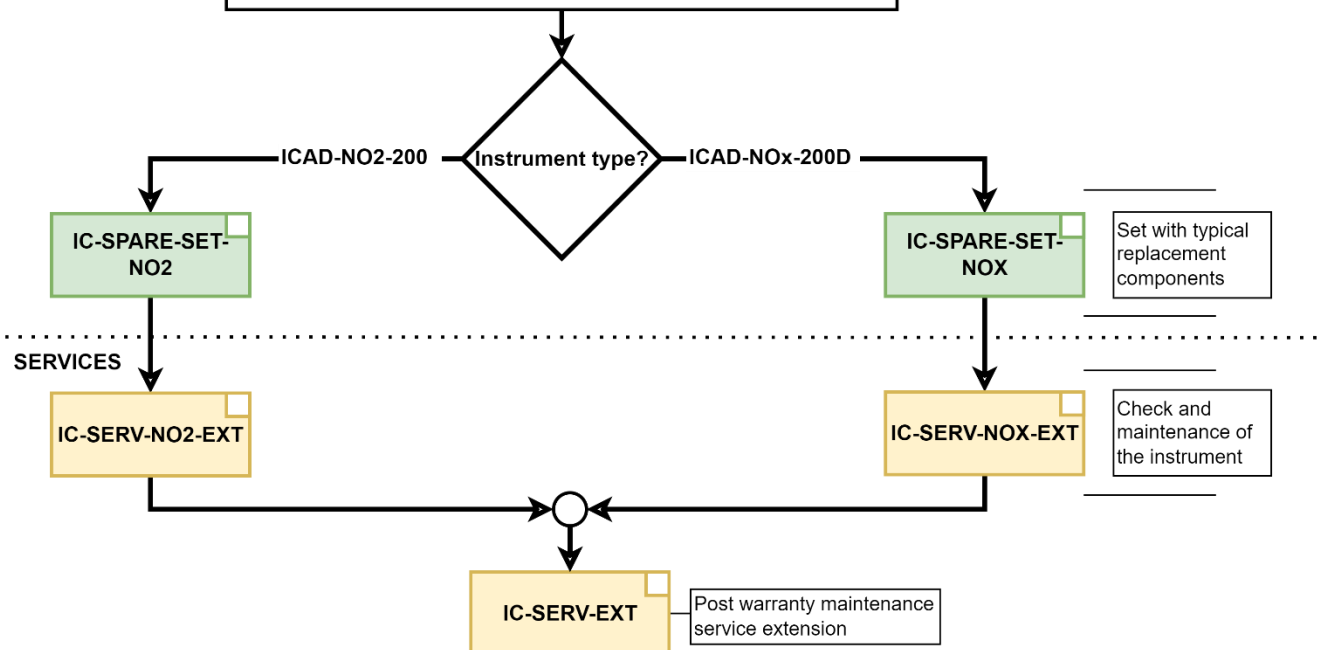 ICAD-NO2-200
Instrument type?
ICAD-NOx-200D
IC-SPARE-SET-
NO2
IC-SPARE-SET-
NOX
Set with typical
replacement
components
SERVICES
IC-SERV-NO2-EXT
IC-SERV-NOX-EXT
Check and
maintenance of
the instrument
IC-SERV-EXT
Post warranty maintenance
service extension